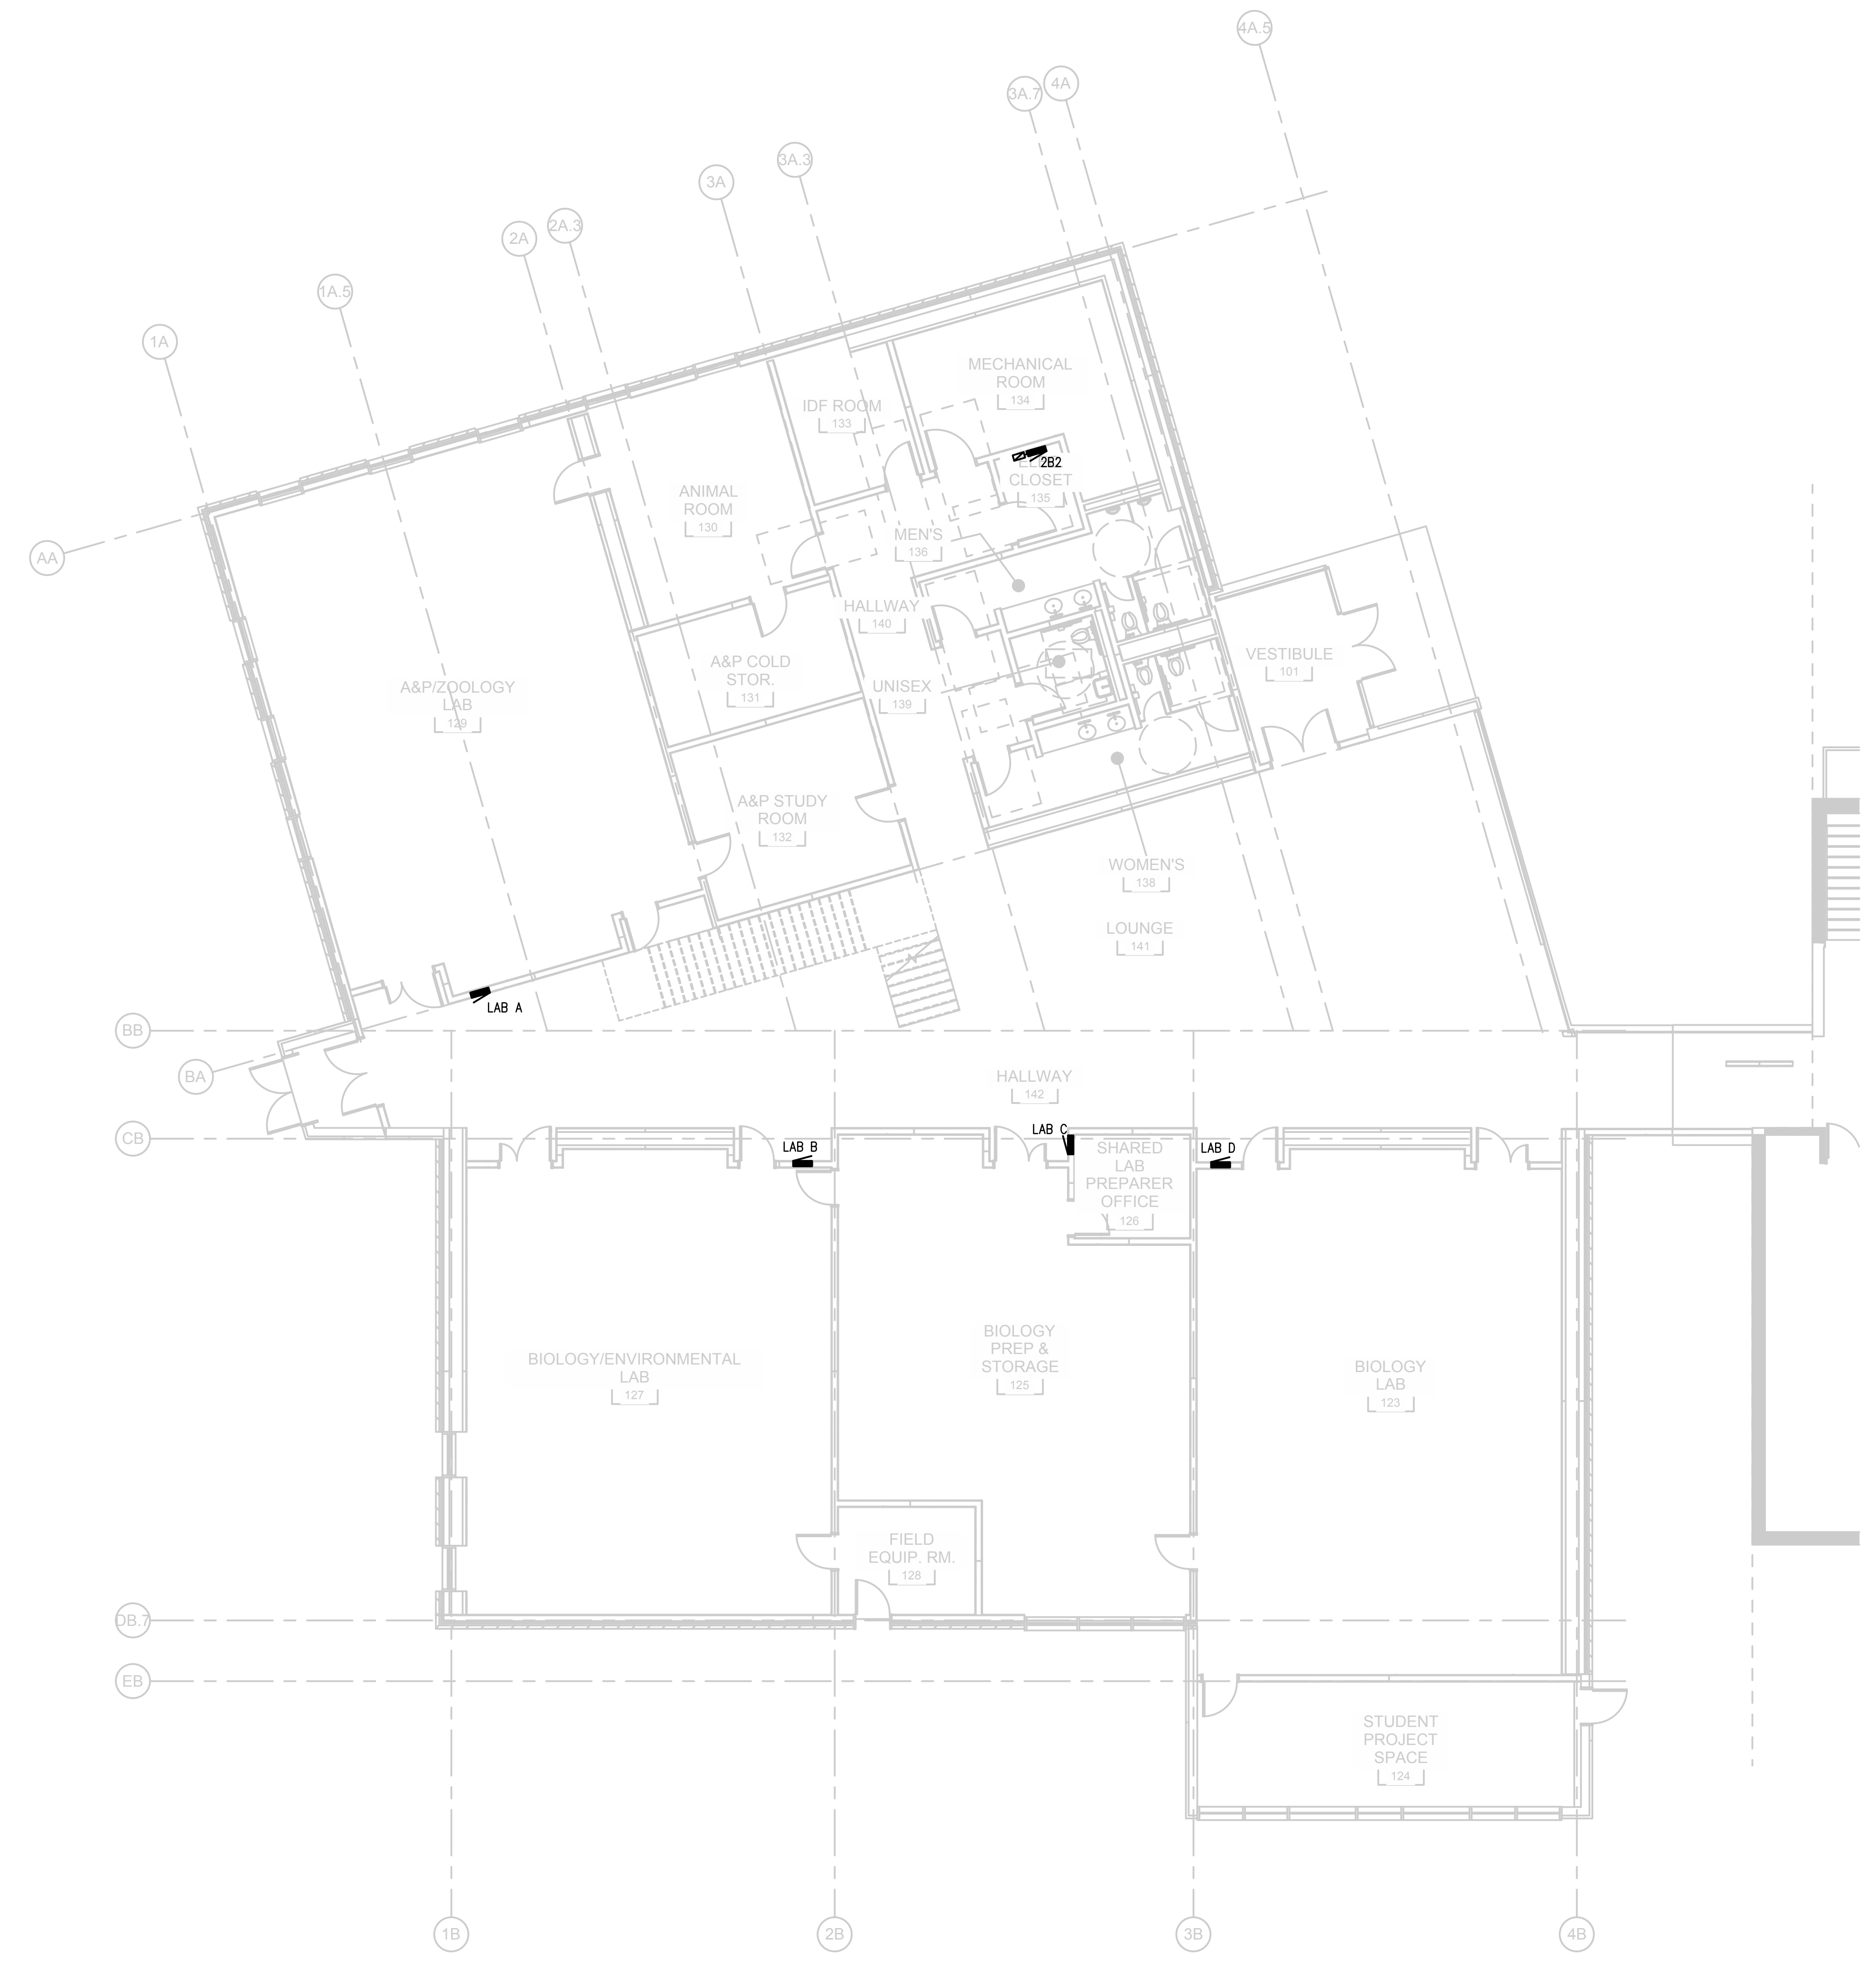 4A.5
4A
3A.7
3A.3
3A
2A.3
2A
1A.5
1A
MECHANICAL
ROOM
134
IDF ROOM
133
2B2
CLOSET
135
ANIMAL
ROOM
130
MEN'S
136
AA
HALLWAY
140
A&P COLD
STOR.
131
VESTIBULE
101
A&P/ZOOLOGY
LAB
129
UNISEX
139
A&P STUDY
ROOM
132
WOMEN'S
138
LOUNGE
141
LAB A
BB
BA
HALLWAY
142
CB
LAB B
LAB C
LAB D
SHARED
LAB
PREPARER
OFFICE
126
BIOLOGY/ENVIRONMENTAL
LAB
127
BIOLOGY
PREP &
STORAGE
125
BIOLOGY
LAB
123
FIELD
EQUIP. RM.
128
DB.7
EB
STUDENT
PROJECT
SPACE
124
1B
2B
3B
4B